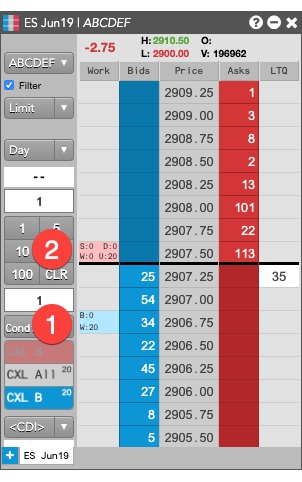 ES Jun19 | ABCDEF
-2.75 H: 2910.50 O:
L: 2900.00 V: 196962
ABCDEF
Work Bids Price Asks LTQ
Filter
2909.25 1
Limit
2909.00 3
2908.75 8
Day
2908.50 2
--
2908.25 13
1
2908.00 101
1 5
2907.75 22
10 2
S:0 D:0
W:0 U:20
2907.50 113
100 CLR
25 2907.25 35
1
54 2907.00
1
Cond
B:0
W:20
34 2906.75
CXL S
22 2906.50
CXL All 20
45 2906.25
CXL B 20
27 2906.00
8 2905.75
<CDI>
5 2905.50
+ ES Jun19